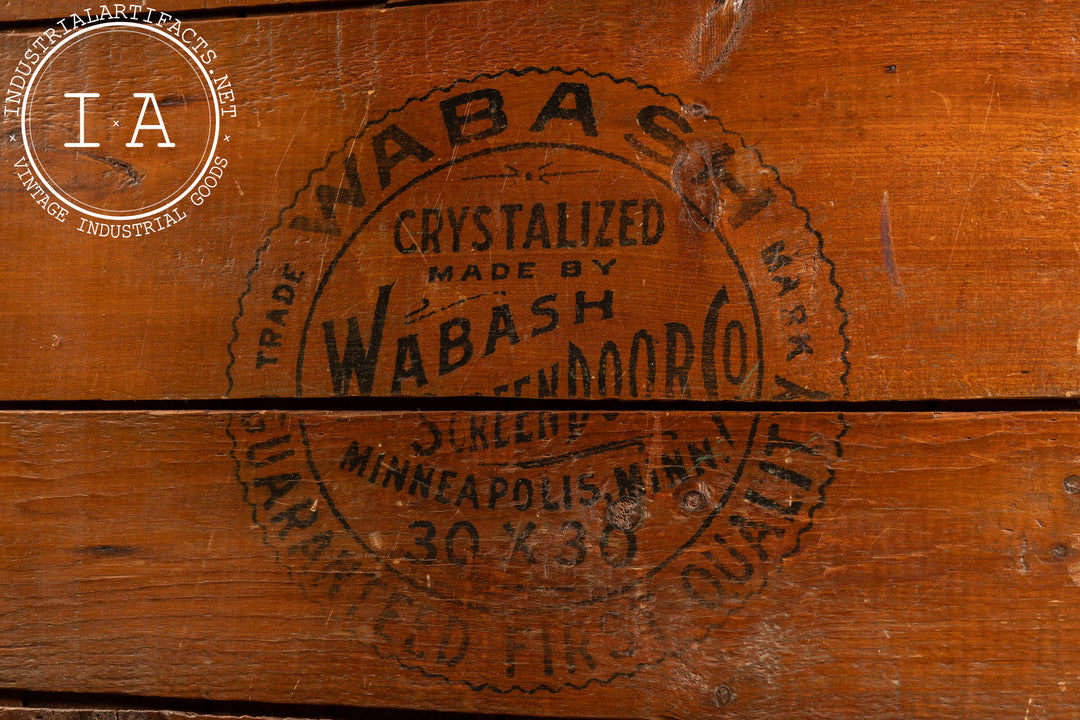 INDUSTRIALARTIFACTS.NET
I × A
VINTAGE INDUSTRIAL GOODS
WABASH
TRADE MARK
CRYSTALIZED
MADE BY
WABASH
SCREEN DOOR CO
MINNEAPOLIS, MINN.
30 X 30
GUARANTEED FIRST QUALITY